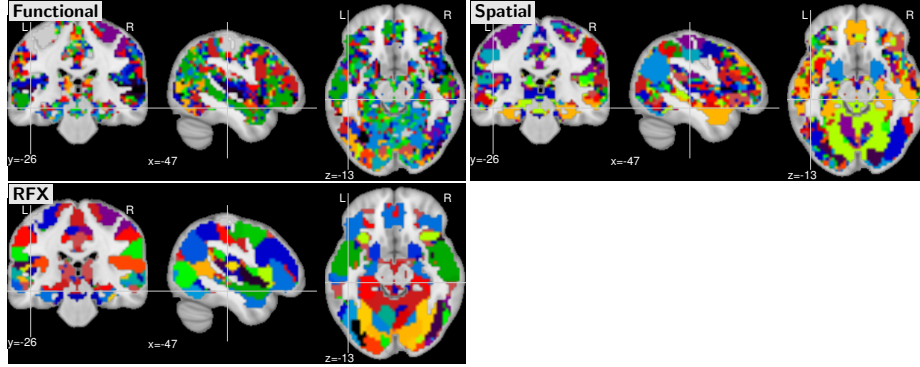 Functional
L R
y=-26
x=-47
z=-13
Spatial
L R
y=-26
x=-47
z=-13
RFX
L R
L R
y=-26
x=-47
z=-13